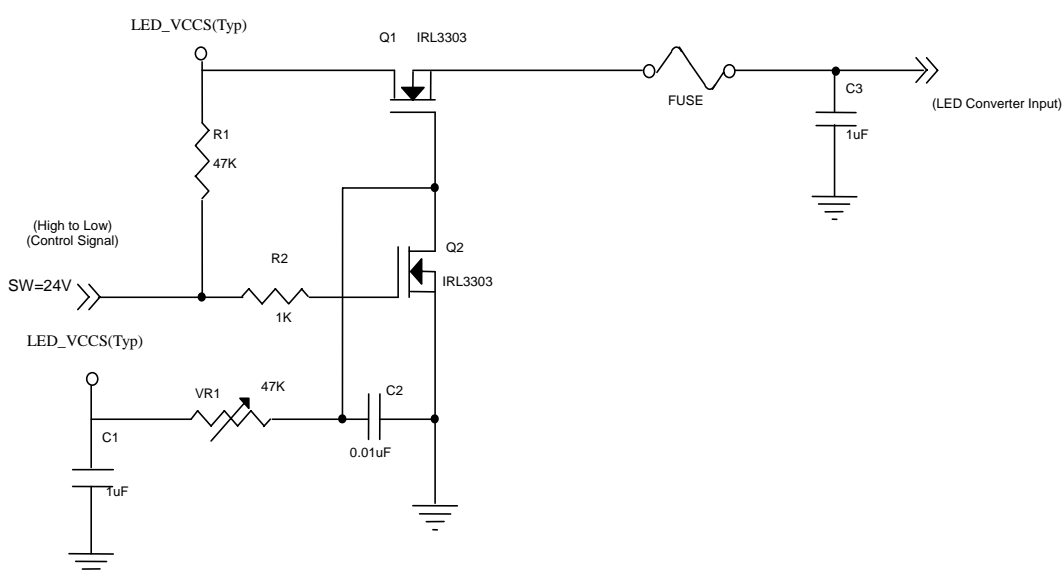 LED_VCCS(Typ)
Q1 IRL3303
FUSE
C3
1uF
(LED Converter Input)
R1
47K
(High to Low)
(Control Signal)
SW=24V
R2
1K
Q2
IRL3303
LED_VCCS(Typ)
VR1
47K
C2
0.01uF
C1
1uF